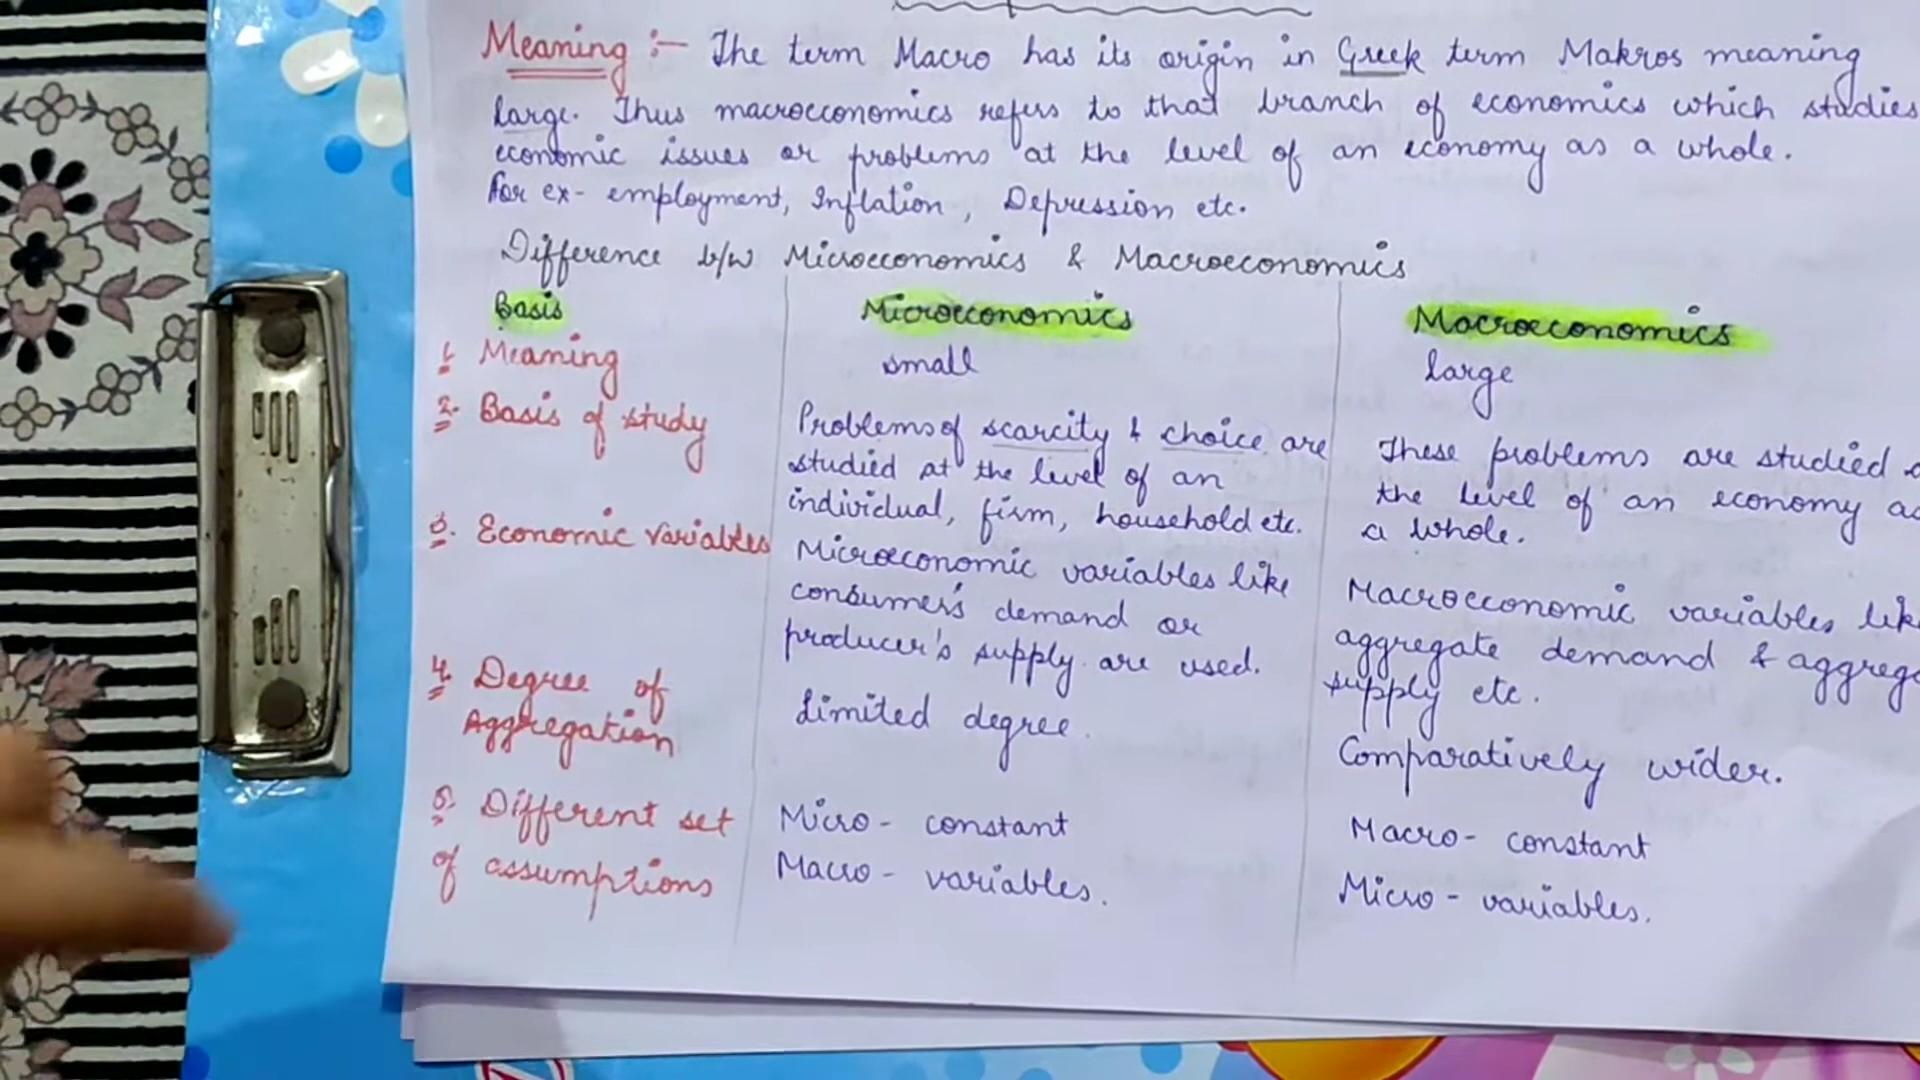 Meaning :- The term Macro has its origin in Greek term Makros meaning
large. Thus macroeconomics refers to that branch of economics which studies
economic issues or problems at the level of an economy as a whole.
For ex- employment, Inflation, Depression etc.
Difference b/w Microeconomics & Macroeconomics
Basis Microeconomics Macroeconomics
1. Meaning small large
2. Basis of study
Problems of scarcity & choice are
studied at the level of an
individual, firm, household etc.
These problems are studied
the level of an economy as
a whole.
3. Economic Variables
Microeconomic variables like
consumer's demand or
producer's supply are used.
Macroeconomic variables like
aggregate demand &
supply etc.
4. Degree of
Aggregation
Limited degree.
Comparatively wider.
5. Different set
of assumptions
Micro - constant
Macro - variables.
Macro - constant
Micro - variables.